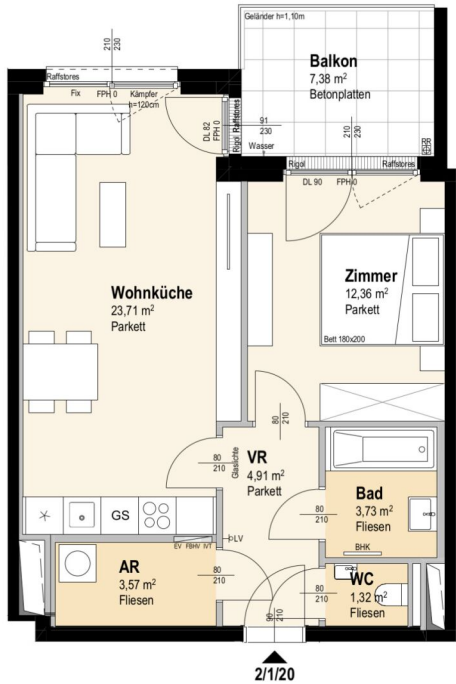 Geländer h=1,10m
210
230
Balkon
7,38 m²
Betonplatten
Raffstores
Fix
FPH 0
Kämpfer
h=120cm
DL 82
FPH 0
Rigol Raffstores
91
230
Wasser
210
230
Rigol
Raffstores
DL 90
FPH 0
Wohnküche
23,71 m²
Parkett
Zimmer
12,36 m²
Parkett
Bett 180x200
80
210
80
210
Glaslichte
VR
4,91 m²
Parkett
Bad
3,73 m²
Fliesen
80
210
BHK
GS
LV
EV FBHV IVT
AR
3,57 m²
Fliesen
80
210
80
210
WC
1,32 m²
Fliesen
90
210
2/1/20